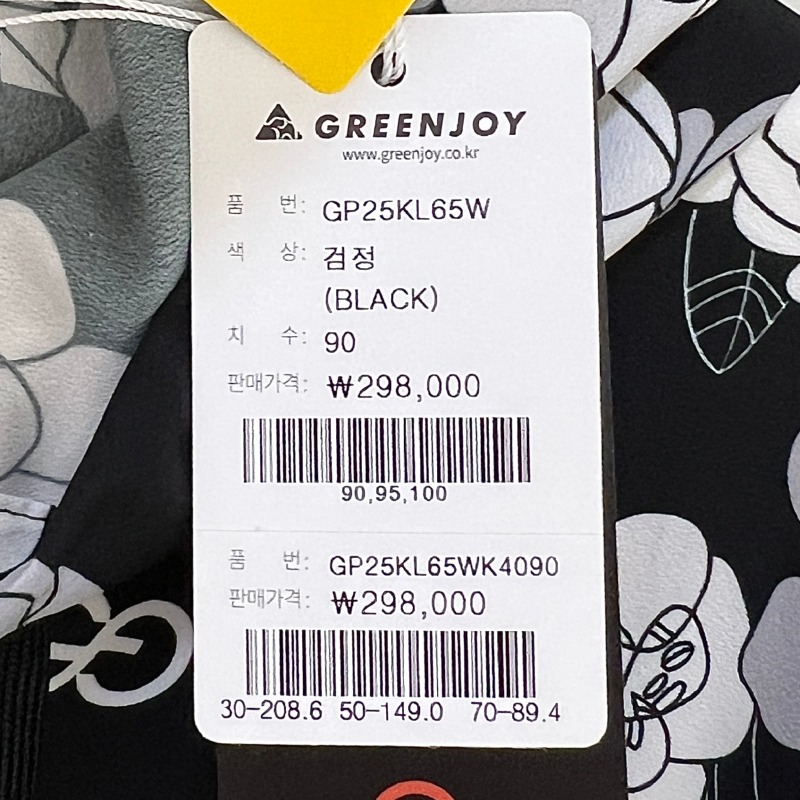 GREENJOY
www.greenjoy.co.kr
품 번: GP25KL65W
색 상: 검정
(BLACK)
치 수: 90
판매가격: ₩298,000
90,95,100
품 번: GP25KL65WK4090
판매가격: ₩298,000
30-208.6 50-149.0 70-89.4